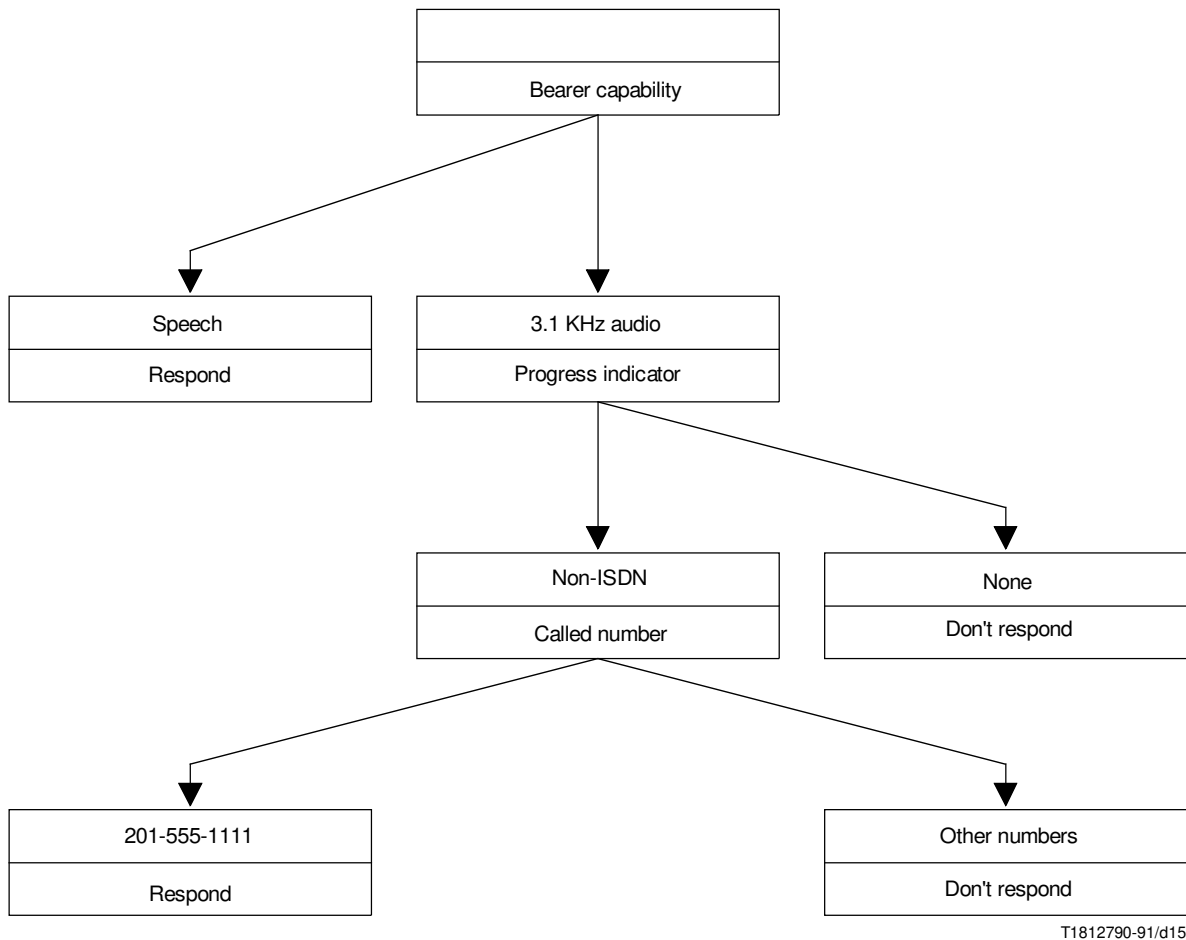 Bearer capability
Speech
Respond
3.1 KHz audio
Progress indicator
Non-ISDN
Called number
None
Don't respond
201-555-1111
Respond
Other numbers
Don't respond
T1812790-91/d15